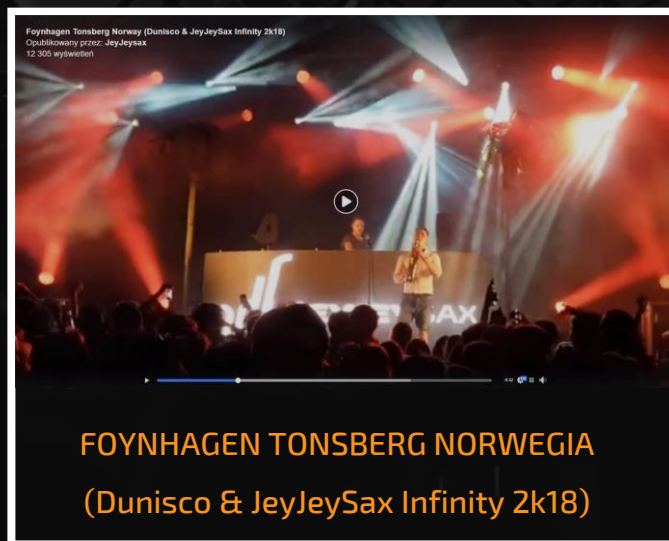 Foynhagen Tonsberg Norway (Dunisco & JeyJeySax Infinity 2k18)
Opublikowany przez: JeyJeysax
12 305 wyświetleń
JEYJEYSAX
FOYNHAGEN TONSBERG NORWEGIA
(Dunisco & JeyJeySax Infinity 2k18)